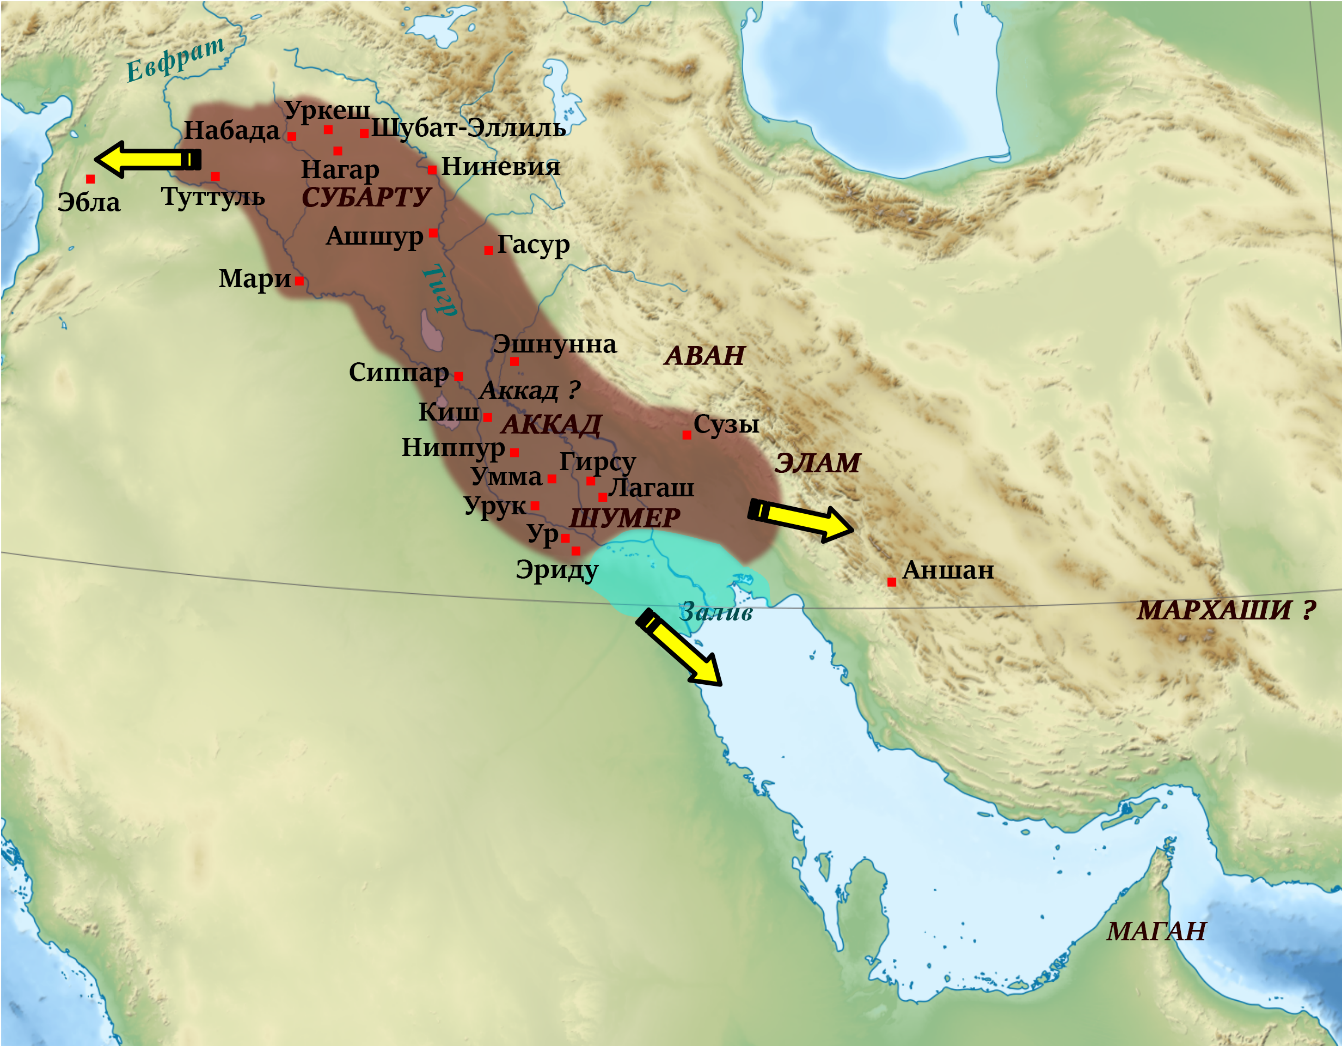 Евфрат
Уркеш
Набада
Шубат-Эллиль
Нагар
Ниневия
Эбла
Туттуль
СУБАРТУ
Ашшур
Гасур
Мари
Тигр
Эшнунна
АВАН
Сиппар
Аккад ?
Киш
АККАД
Сузы
Ниппур
Гирсу
ЭЛАМ
Умма
Лагаш
Урук
ШУМЕР
Ур
Эриду
Аншан
Залив
МАРХАШИ ?
МАГАН